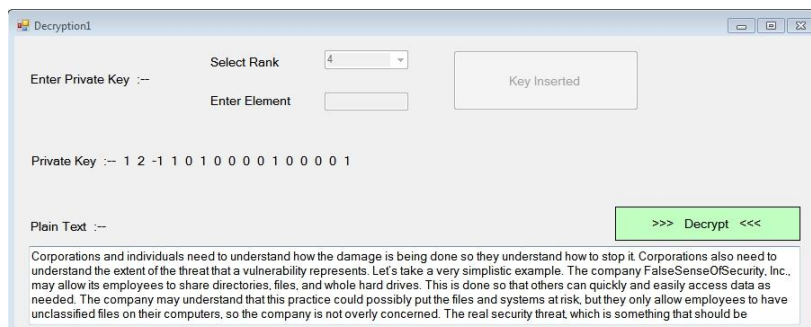 Decryption1
Select Rank
4
Enter Private Key :--
Key Inserted
Enter Element
Private Key :-- 1 2 -1 1 0 1 0 0 0 0 1 0 0 0 0 1
>>> Decrypt <<<
Plain Text :--
Corporations and individuals need to understand how the damage is being done so they understand how to stop it. Corporations also need to
understand the extent of the threat that a vulnerability represents. Let's take a very simplistic example. The company FalseSenseOfSecurity, Inc.,
may allow its employees to share directories, files, and whole hard drives. This is done so that others can quickly and easily access data as
needed. The company may understand that this practice could possibly put the files and systems at risk, but they only allow employees to have
unclassified files on their computers, so the company is not overly concerned. The real security threat, which is something that should be